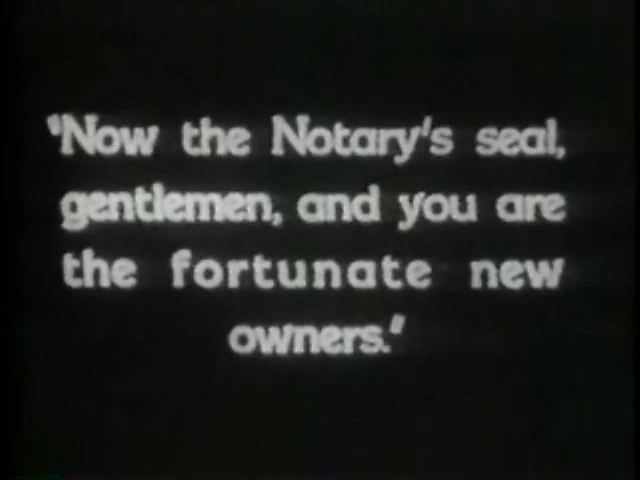 "Now the Notary's seal,
gentlemen, and you are
the fortunate new
owners."